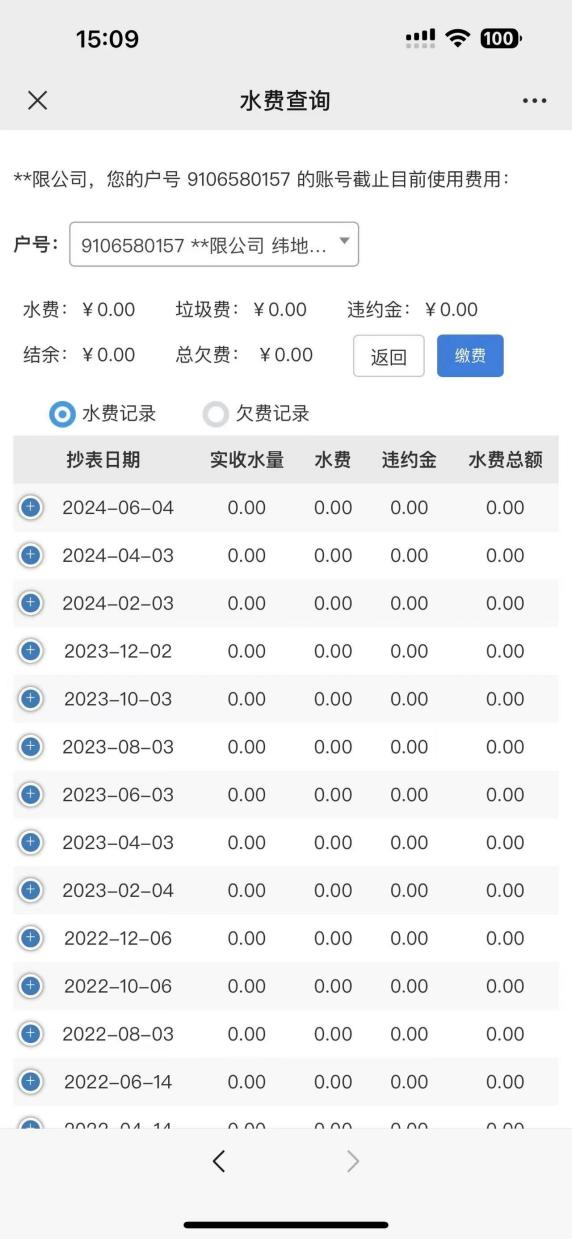 15:09
100
水费查询
**限公司，您的户号 9106580157 的账号截止目前使用费用：
户号： 9106580157 **限公司 纬地...
水费：￥0.00 垃圾费：￥0.00 违约金：￥0.00
结余：￥0.00 总欠费：￥0.00 返回 缴费
水费记录 欠费记录
抄表日期 实收水量 水费 违约金 水费总额
2024-06-04 0.00 0.00 0.00 0.00
2024-04-03 0.00 0.00 0.00 0.00
2024-02-03 0.00 0.00 0.00 0.00
2023-12-02 0.00 0.00 0.00 0.00
2023-10-03 0.00 0.00 0.00 0.00
2023-08-03 0.00 0.00 0.00 0.00
2023-06-03 0.00 0.00 0.00 0.00
2023-04-03 0.00 0.00 0.00 0.00
2023-02-04 0.00 0.00 0.00 0.00
2022-12-06 0.00 0.00 0.00 0.00
2022-10-06 0.00 0.00 0.00 0.00
2022-08-03 0.00 0.00 0.00 0.00
2022-06-14 0.00 0.00 0.00 0.00
2022-04-14 0.00 0.00 0.00 0.00